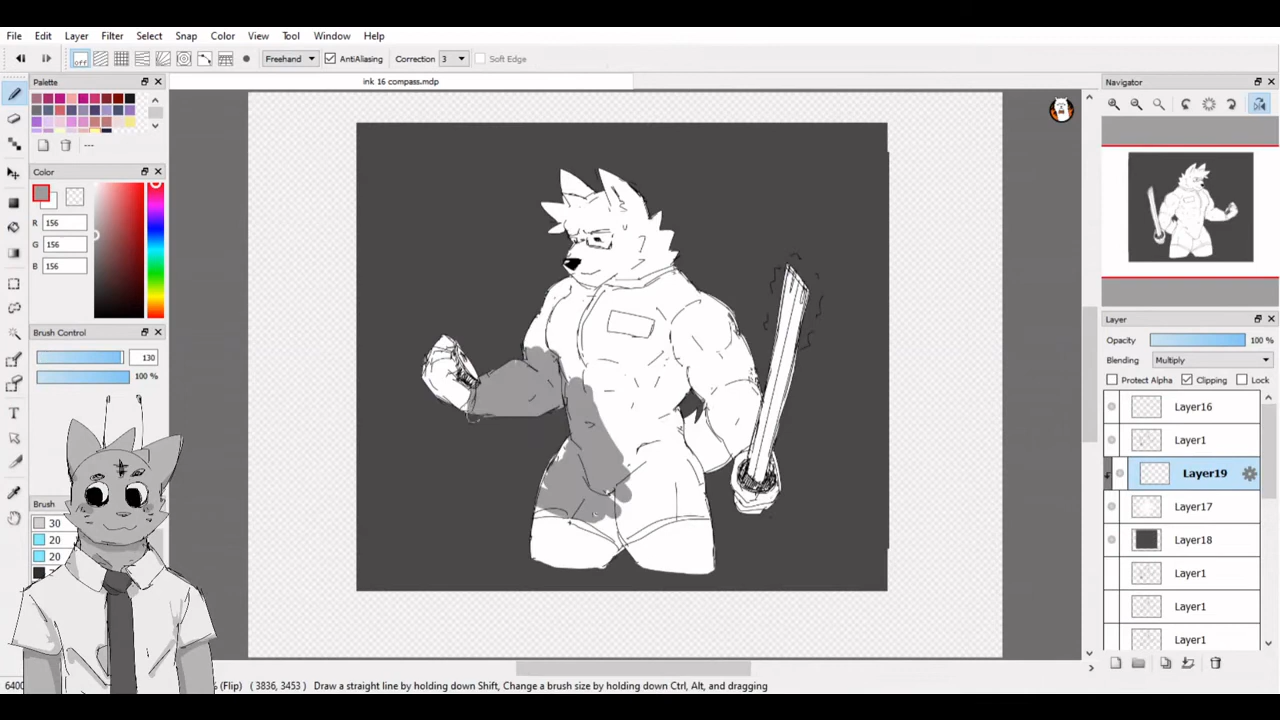 File Edit Layer Filter Select Snap Color View Tool Window Help
off Freehand AntiAliasing Correction 3 Soft Edge
Palette
ink 16 compass.mdp
Navigator
---
Color
R 156
G 156
B 156
Brush Control
130
100 %
Brush
30
20
20
Layer
Opacity 100 %
Blending Multiply
Protect Alpha Clipping Lock
Layer16
Layer1
Layer19
Layer17
Layer18
Layer1
Layer1
Layer1
(Flip) ( 3836, 3453) Draw a straight line by holding down Shift, Change a brush size by holding down Ctrl, Alt, and dragging